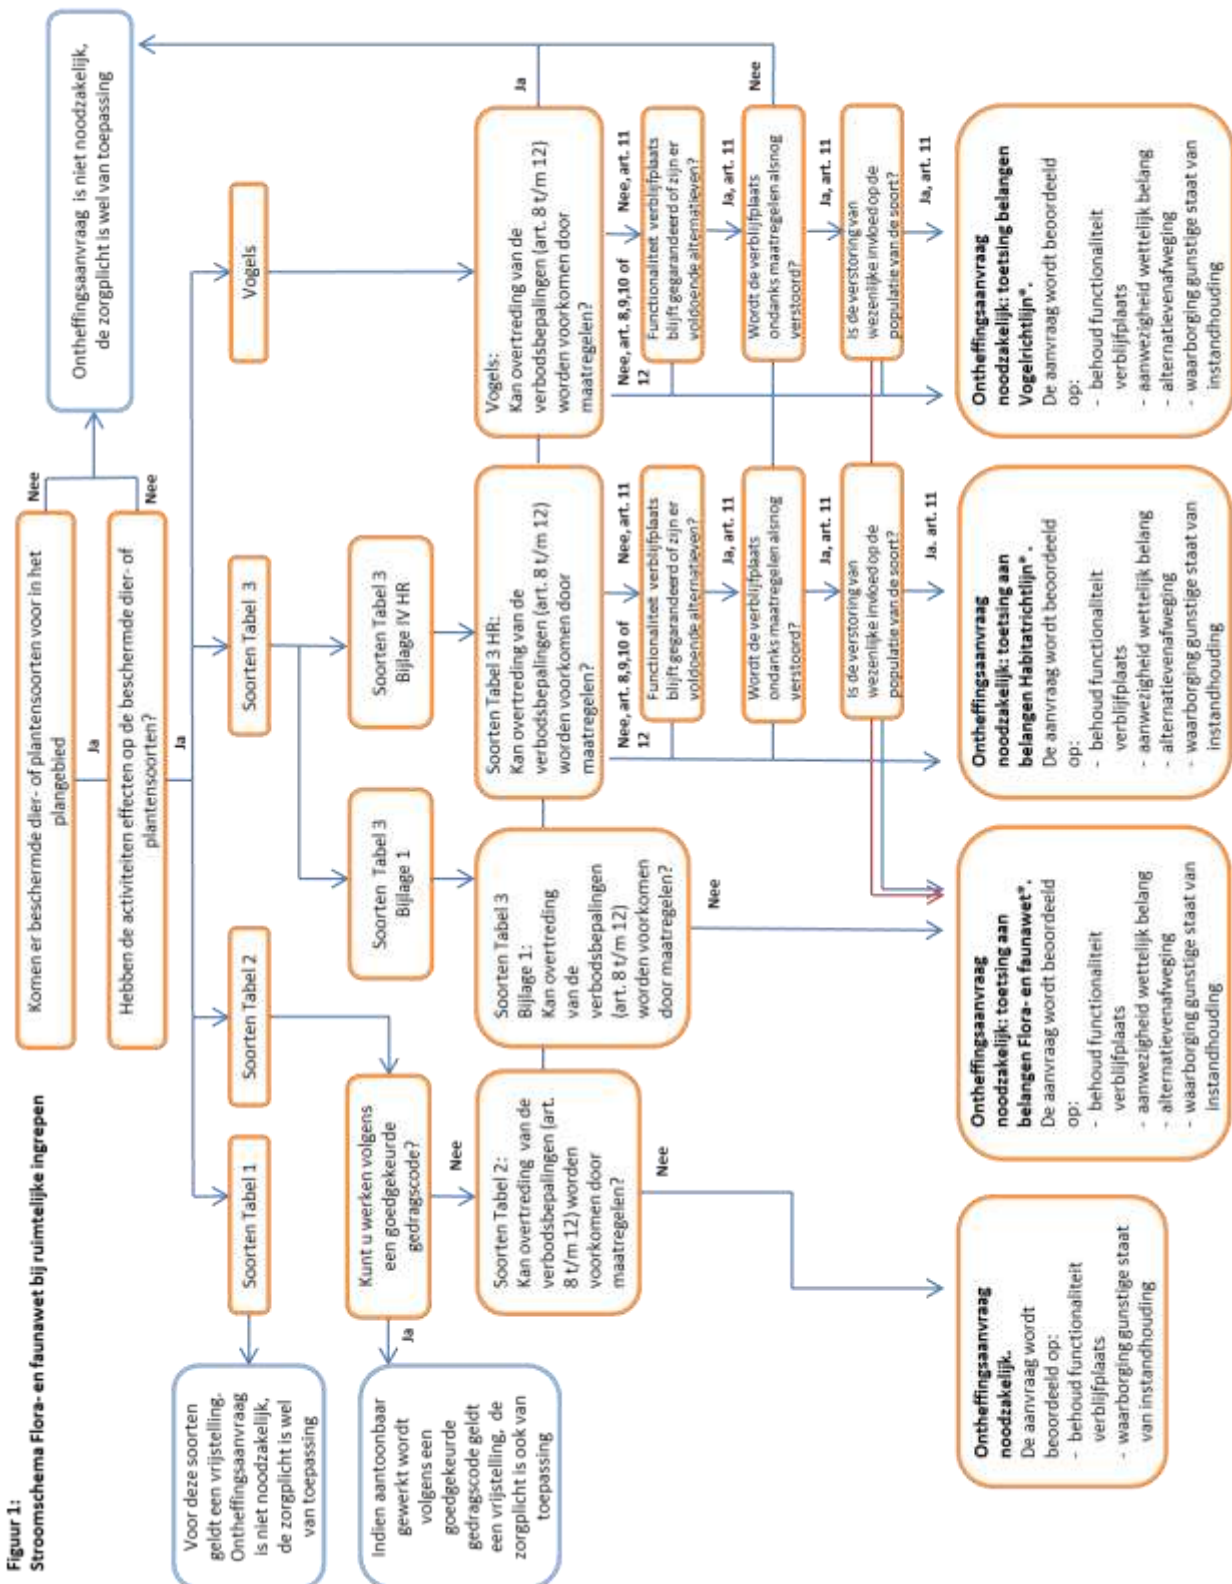 Figuur 1:
Stroomschema Flora- en faunawet bij ruimtelijke ingrepen
Komen er beschermde dier- of plantensoorten voor in het
plangebied
Nee
Ja
Hebben de activiteiten effecten op de beschermde dier- of
plantensoorten?
Nee
Ja
Ontheffingsaanvraag is niet noodzakelijk,
de zorgplicht is wel van toepassing
Soorten Tabel 1
Soorten Tabel 2
Soorten Tabel 3
Vogels
Voor deze soorten
geldt een vrijstelling.
Ontheffingsaanvraag
is niet noodzakelijk,
de zorgplicht is wel
van toepassing
Kunt u werken volgens
een goedgekeurde
gedragscode?
Ja
Nee
Soorten Tabel 3
Bijlage 1
Soorten Tabel 3
Bijlage IV HR
Indien aantoonbaar
gewerkt wordt
volgens een
goedgekeurde
gedragscode geldt
een vrijstelling, de
zorgplicht is ook van
toepassing
Soorten Tabel 2:
Kan overtreding van de
verbodsbepalingen (art.
8 t/m 12) worden
voorkomen door
maatregelen?
Nee
Soorten Tabel 3
Bijlage 1:
Kan overtreding
van de
verbodsbepalingen
(art. 8 t/m 12)
worden voorkomen
door maatregelen?
Nee
Soorten Tabel 3 HR:
Kan overtreding van de
verbodsbepalingen (art. 8 t/m 12)
worden voorkomen door
maatregelen?
Nee, art. 8,9,10 of
12
Nee, art. 11
Functionaliteit verblijfplaats
blijft gegarandeerd of zijn er
voldoende alternatieven?
Ja, art. 11
Wordt de verblijfplaats
ondanks maatregelen alsnog
verstoord?
Ja, art. 11
Is de verstoring van
wezenlijke invloed op de
populatie van de soort?
Ja. art. 11
Vogels:
Kan overtreding van de
verbodsbepalingen (art. 8 t/m 12)
worden voorkomen door
maatregelen?
Ja
Nee, art. 8,9,10 of
12
Nee, art. 11
Functionaliteit verblijfplaats
blijft gegarandeerd of zijn er
voldoende alternatieven?
Ja, art. 11
Wordt de verblijfplaats
ondanks maatregelen alsnog
verstoord?
Nee
Ja, art. 11
Is de verstoring van
wezenlijke invloed op de
populatie van de soort?
Ja, art. 11
Ontheffingsaanvraag
noodzakelijk.
De aanvraag wordt
beoordeeld op:
- behoud functionaliteit
verblijfplaats
- waarborging gunstige staat
van instandhouding
Ontheffingsaanvraag
noodzakelijk: toetsing aan
belangen Flora- en faunawet*.
De aanvraag wordt beoordeeld
op:
- behoud functionaliteit
verblijfplaats
- aanwezigheid wettelijk belang
- alternatievenafweging
- waarborging gunstige staat van
instandhouding
Ontheffingsaanvraag
noodzakelijk: toetsing aan
belangen Habitatrichtlijn*.
De aanvraag wordt beoordeeld
op:
- behoud functionaliteit
verblijfplaats
- aanwezigheid wettelijk belang
- alternatievenafweging
- waarborging gunstige staat van
instandhouding
Ontheffingsaanvraag
noodzakelijk: toetsing belangen
Vogelrichtlijn*.
De aanvraag wordt beoordeeld
op:
- behoud functionaliteit
verblijfplaats
- aanwezigheid wettelijk belang
- alternatievenafweging
- waarborging gunstige staat van
instandhouding